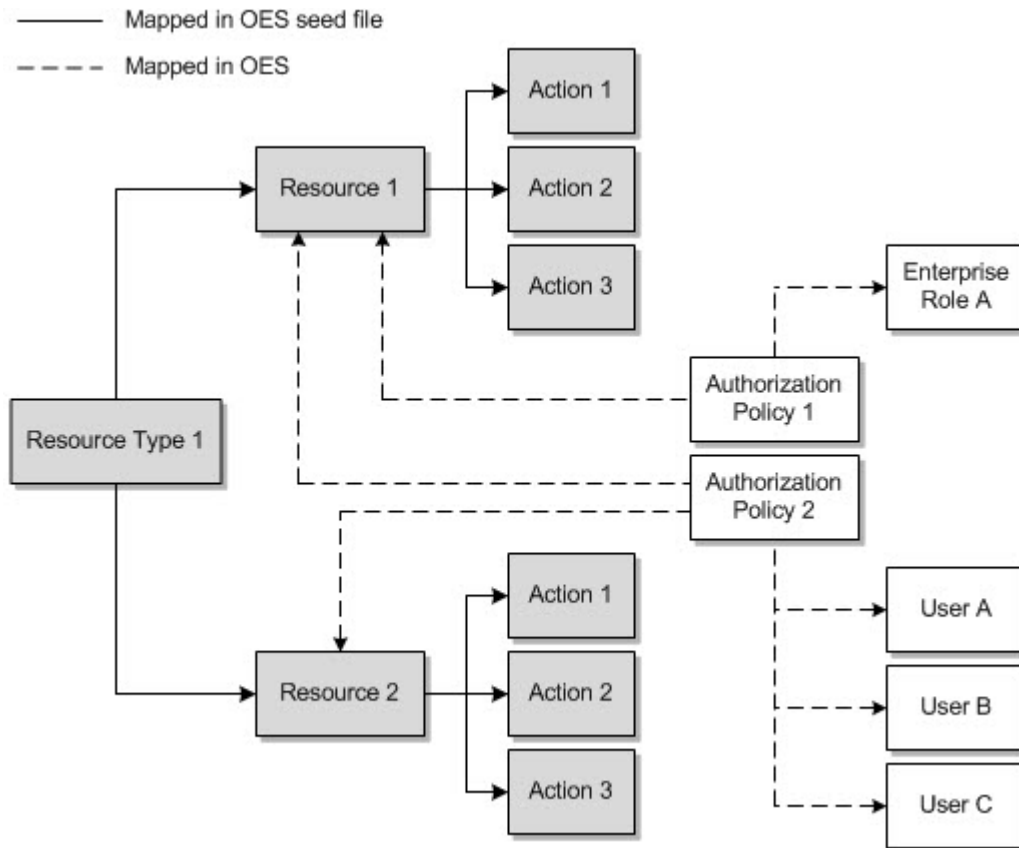 Mapped in OES seed file
Mapped in OES
Action 1
Resource 1
Action 2
Action 3
Enterprise
Role A
Authorization
Policy 1
Resource Type 1
Authorization
Policy 2
Action 1
User A
Resource 2
Action 2
User B
Action 3
User C